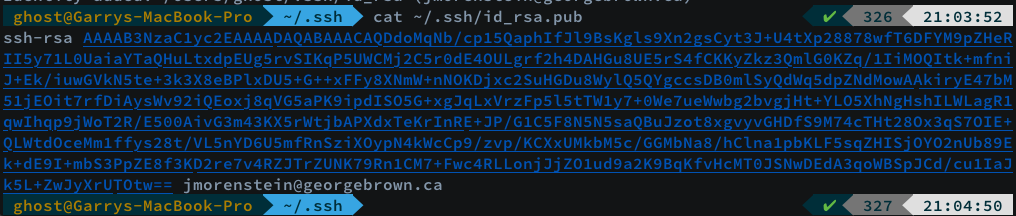 ghost@Garrys-MacBook-Pro ~/.ssh cat ~/.ssh/id_rsa.pub ✔ 326 21:03:52
ssh-rsa AAAAB3NzaC1yc2EAAAADAQABAAACAQDdoMqNb/cp15QaphIfJl9BsKgls9Xn2gsCyt3J+U4tXp28878wfT6DFYM9pZHeR
II5y71L0UaiaYTaQHuLtxdpEUg5rvSIKqP5UWCMj2C5r0dE4OULgrf2h4DAHGu8UE5rS4fCKKyZkz3QmlG0KZq/1IiMOQItk+mfni
J+Ek/iuwGVkN5te+3k3X8eBPlxDU5+G++xFFy8XNmW+nNOKDjxc2SuHGDu8WylQ5QYgccsDB0mlSyQdWq5dpZNdMowAAkiryE47bM
51jEOit7rfDiAysWv92iQEoxj8qVG5aPK9ipdISO5G+xgJqLxVrzFp5l5tTW1y7+0We7ueWwbg2bvgjHt+YLO5XhNgHshILWLagR1
qwIhqp9jWoT2R/E500AivG3m43KX5rWtjbAPXdxTeKrInRE+JP/G1C5F8N5N5saQBuJzot8xgvyvGHDfS9M74cTHt28Ox3qS7OIE+
QLWtdOceMm1ffys28t/VL5nYD6U5mfRnSziXOypN4kWcCp9/zvp/KCXxUMkbM5c/GGMbNa8/hClna1pbKLF5sqZHISjOYO2nUb89E
k+dE9I+mbS3PpZE8f3KD2re7v4RZJTrZUNK79Rn1CM7+Fwc4RLLonjJjZO1ud9a2K9BqKfvHcMT0JSNwDEdA3qoWBSpJCd/cu1IaJ
k5L+ZwJyXrUTOtw== jmorenstein@georgebrown.ca
ghost@Garrys-MacBook-Pro ~/.ssh ✔ 327 21:04:50